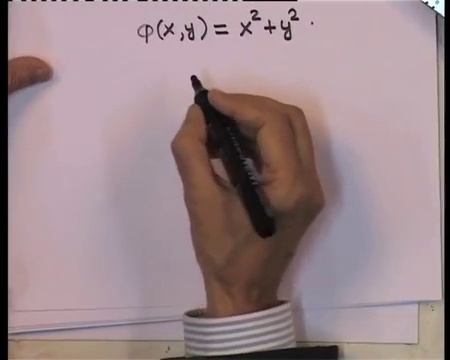 φ(x,y) = x² + y².